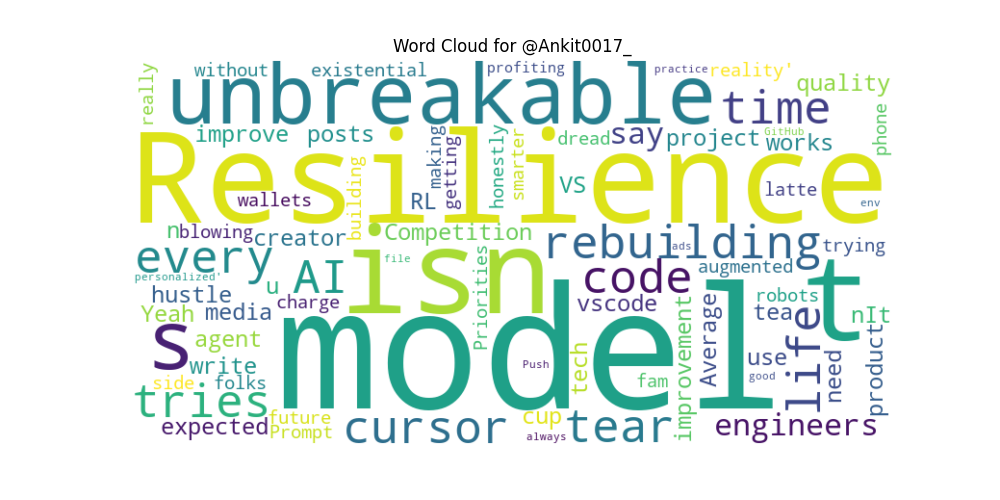 Word Cloud for @Ankit0017_
really
without
existential
profiting
practice
reality'
quality
unbreakable
time
improve
posts
making
getting
honestly
smarter
dread
say
project
GitHub
works
phone
Resilience
wallets
building
RL
VS
latte
env
n
blowing
creator
Competition
rebuilding
ads
trying
every
personalized'
file
isn
Priorities
AI
u
code
augmented
t
hustle
charge
vscode
robots
Yeah
media
tea
life
nIt
s
agent
model
improvement
Average
product
write
Push
tech
use
need
side
folks
fam
good
tries
future
Prompt
cup
expected
cursor
always
tear
engineers